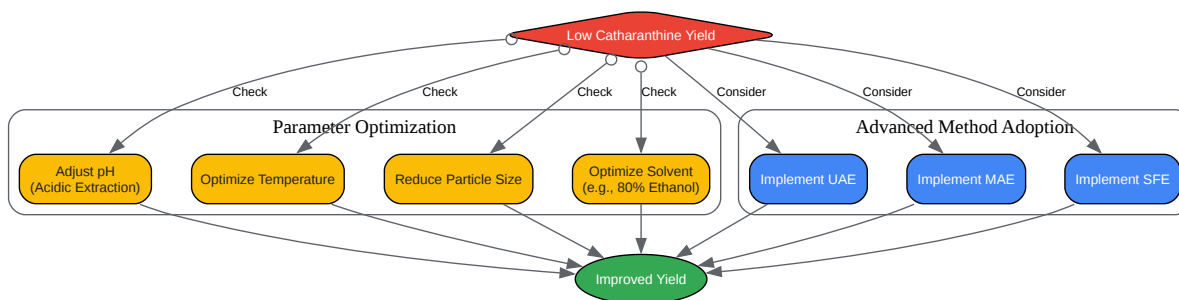 Low Catharanthine Yield
Check
Check
Check
Check
Consider
Consider
Consider
Parameter Optimization
Advanced Method Adoption
Adjust pH
(Acidic Extraction)
Optimize Temperature
Reduce Particle Size
Optimize Solvent
(e.g., 80% Ethanol)
Implement UAE
Implement MAE
Implement SFE
Improved Yield